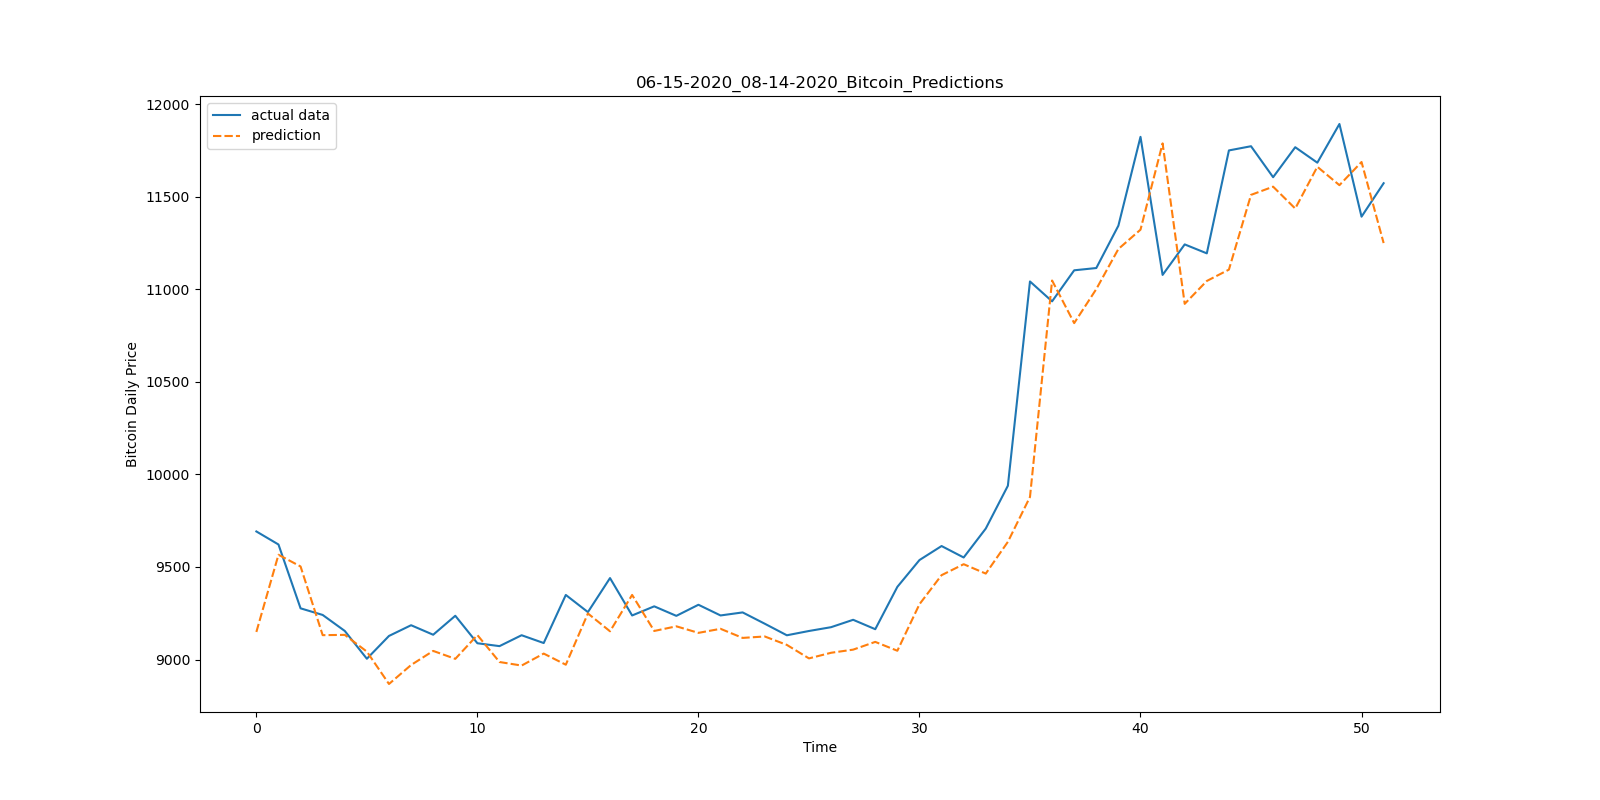 06-15-2020_08-14-2020_Bitcoin_Predictions
actual data
prediction
12000
11500
11000
10500
10000
9500
9000
Bitcoin Daily Price
0 10 20 30 40 50
Time